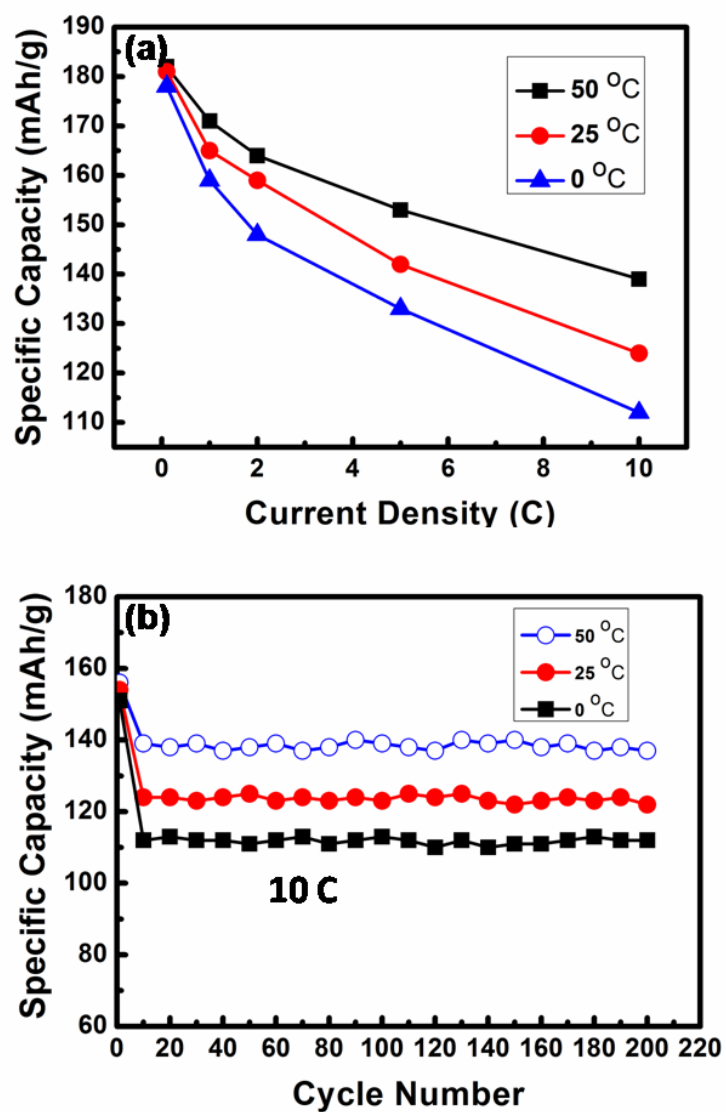 (a)
50 °C
25 °C
0 °C
190
180
170
160
150
140
130
120
110
Specific Capacity (mAh/g)
0 2 4 6 8 10
Current Density (C)
(b)
50 °C
25 °C
0 °C
180
160
140
120
110
80
60
Specific Capacity (mAh/g)
10 C
0 20 40 60 80 100 120 140 160 180 200 220
Cycle Number